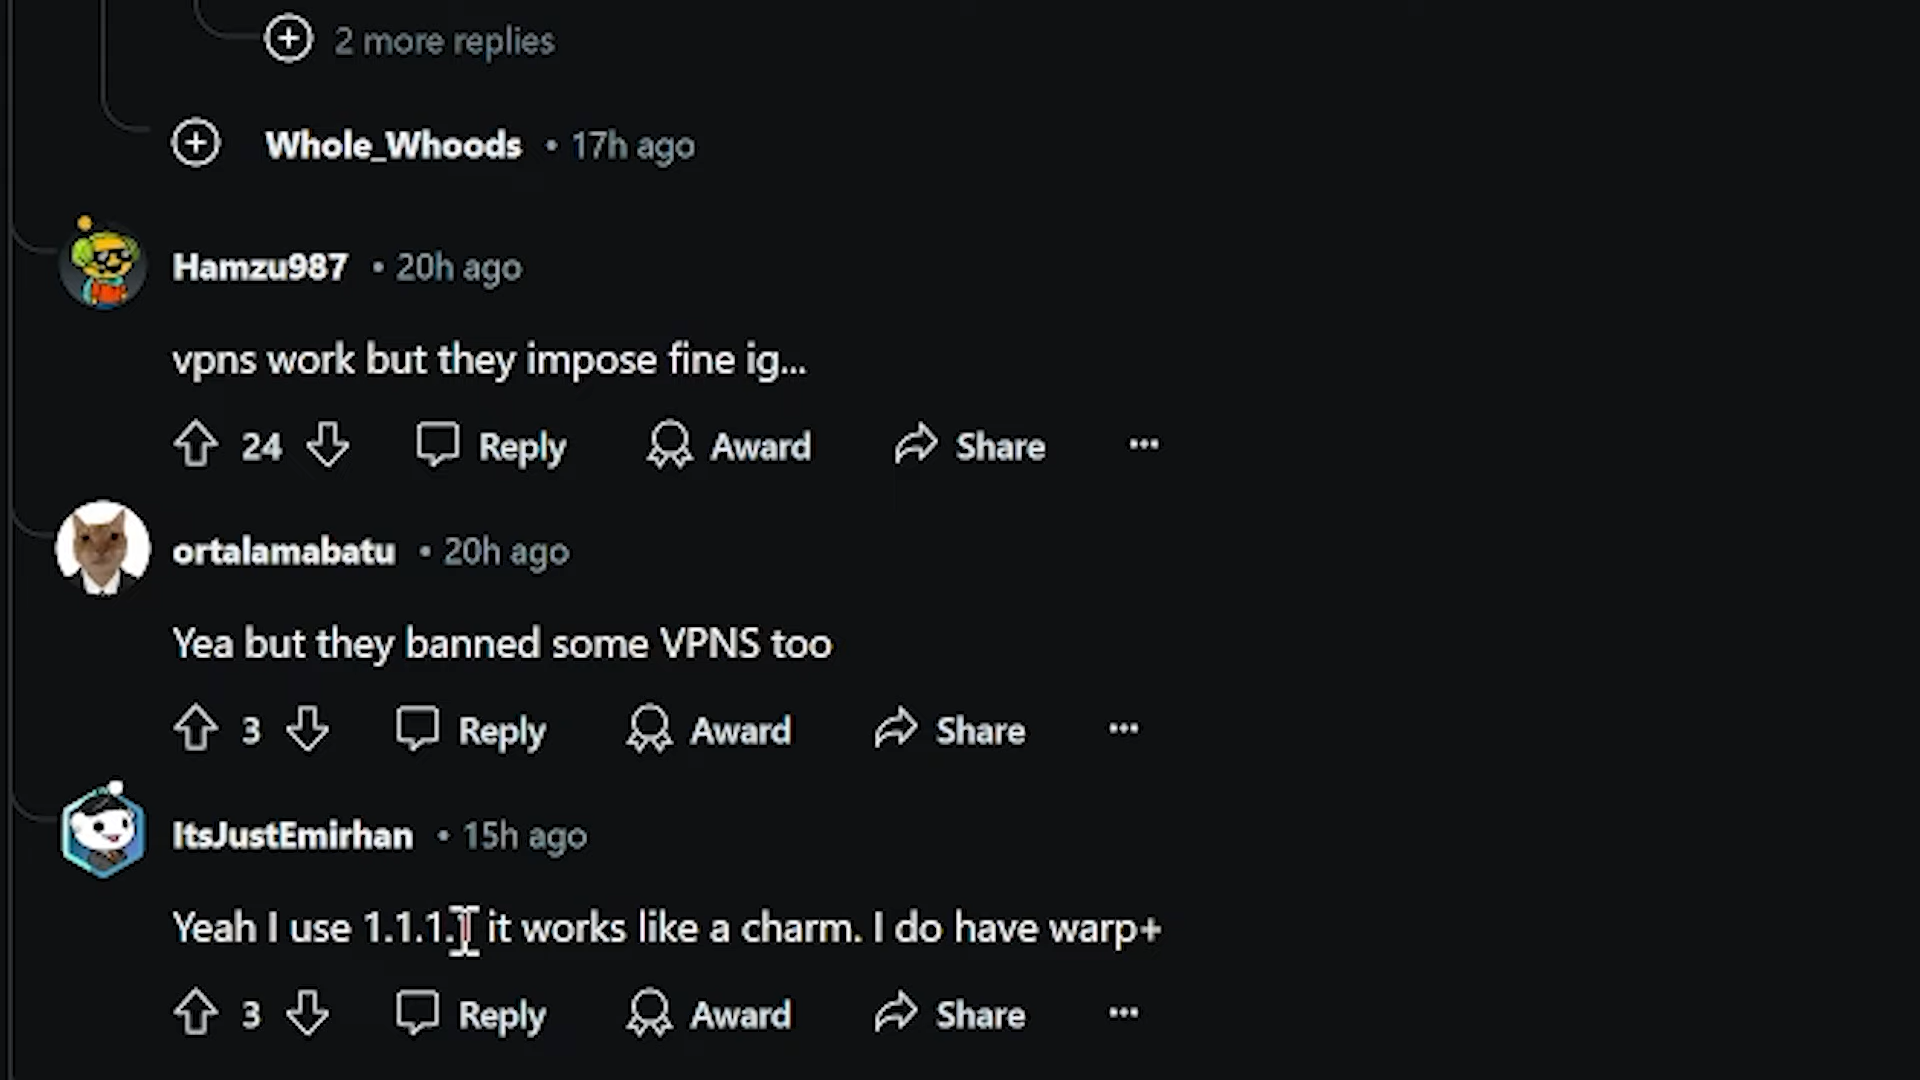 2 more replies
Whole_Whoods • 17h ago
Hamzu987 • 20h ago
vpns work but they impose fine ig...
24 Reply Award Share ...
ortalamabatu • 20h ago
Yea but they banned some VPNS too
3 Reply Award Share ...
ItsJustEmirhan • 15h ago
Yeah I use 1.1.1.1 it works like a charm. I do have warp+
3 Reply Award Share ...